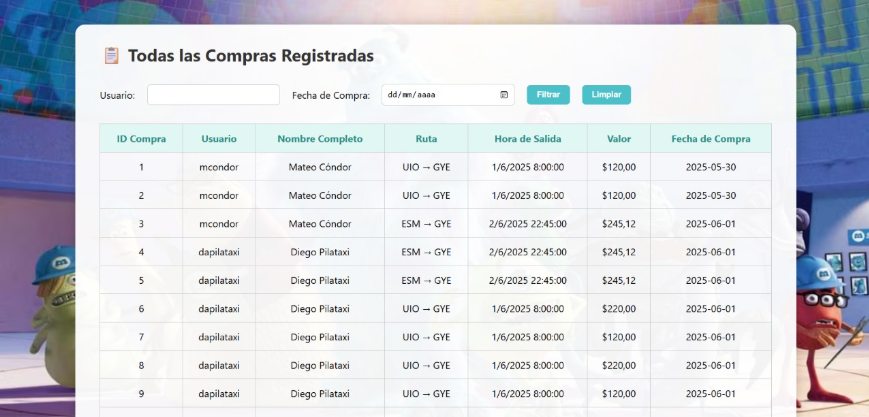 Todas las Compras Registradas
Usuario: Fecha de Compra: dd/mm/aaaa Filtrar Limpiar
ID Compra Usuario Nombre Completo Ruta Hora de Salida Valor Fecha de Compra
1 mcondor Mateo Cóndor UIO → GYE 1/6/2025 8:00:00 $120,00 2025-05-30
2 mcondor Mateo Cóndor UIO → GYE 1/6/2025 8:00:00 $120,00 2025-05-30
3 mcondor Mateo Cóndor ESM → GYE 2/6/2025 22:45:00 $245,12 2025-06-01
4 dapilataxi Diego Pilataxi ESM → GYE 2/6/2025 22:45:00 $245,12 2025-06-01
5 dapilataxi Diego Pilataxi ESM → GYE 2/6/2025 22:45:00 $245,12 2025-06-01
6 dapilataxi Diego Pilataxi UIO → GYE 1/6/2025 8:00:00 $220,00 2025-06-01
7 dapilataxi Diego Pilataxi UIO → GYE 1/6/2025 8:00:00 $120,00 2025-06-01
8 dapilataxi Diego Pilataxi UIO → GYE 1/6/2025 8:00:00 $220,00 2025-06-01
9 dapilataxi Diego Pilataxi UIO → GYE 1/6/2025 8:00:00 $120,00 2025-06-01